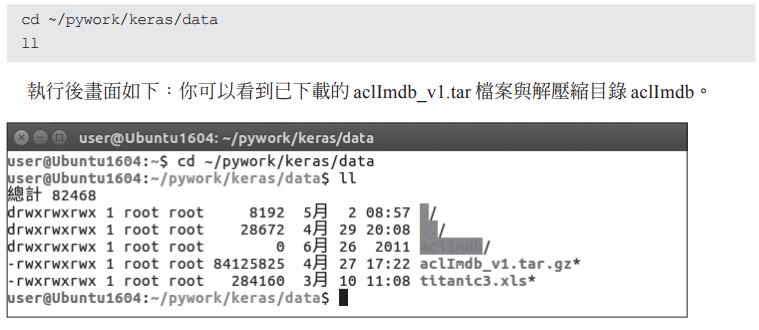 cd ~/pywork/keras/data
ll
執行後畫面如下：你可以看到已下載的 aclImdb_v1.tar 檔案與解壓縮目錄 aclImdb。
user@Ubuntu1604: ~/pywork/keras/data
user@Ubuntu1604:~$ cd ~/pywork/keras/data
user@Ubuntu1604:~/pywork/keras/data$ ll
總計 82468
drwxrwxrwx 1 root root 8192 5月 2 08:57 ./
drwxrwxrwx 1 root root 28672 4月 29 20:08 ../
drwxrwxrwx 1 root root 0 6月 26 2011 aclImdb/
-rwxrwxrwx 1 root root 84125825 4月 27 17:22 aclImdb_v1.tar.gz*
-rwxrwxrwx 1 root root 284160 3月 10 11:08 titanic3.xls*
user@Ubuntu1604:~/pywork/keras/data$